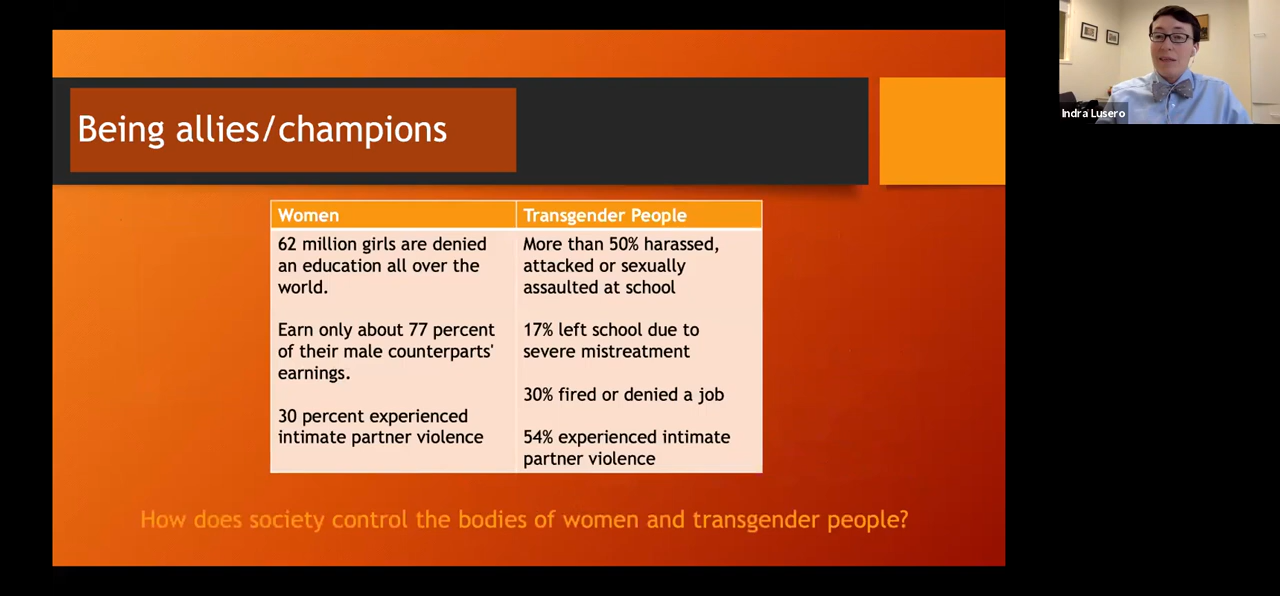 Being allies/champions
Women
Transgender People
62 million girls are denied
an education all over the
world.
Earn only about 77 percent
of their male counterparts'
earnings.
30 percent experienced
intimate partner violence
More than 50% harassed,
attacked or sexually
assaulted at school
17% left school due to
severe mistreatment
30% fired or denied a job
54% experienced intimate
partner violence
How does society control the bodies of women and transgender people?
Indra Lusero